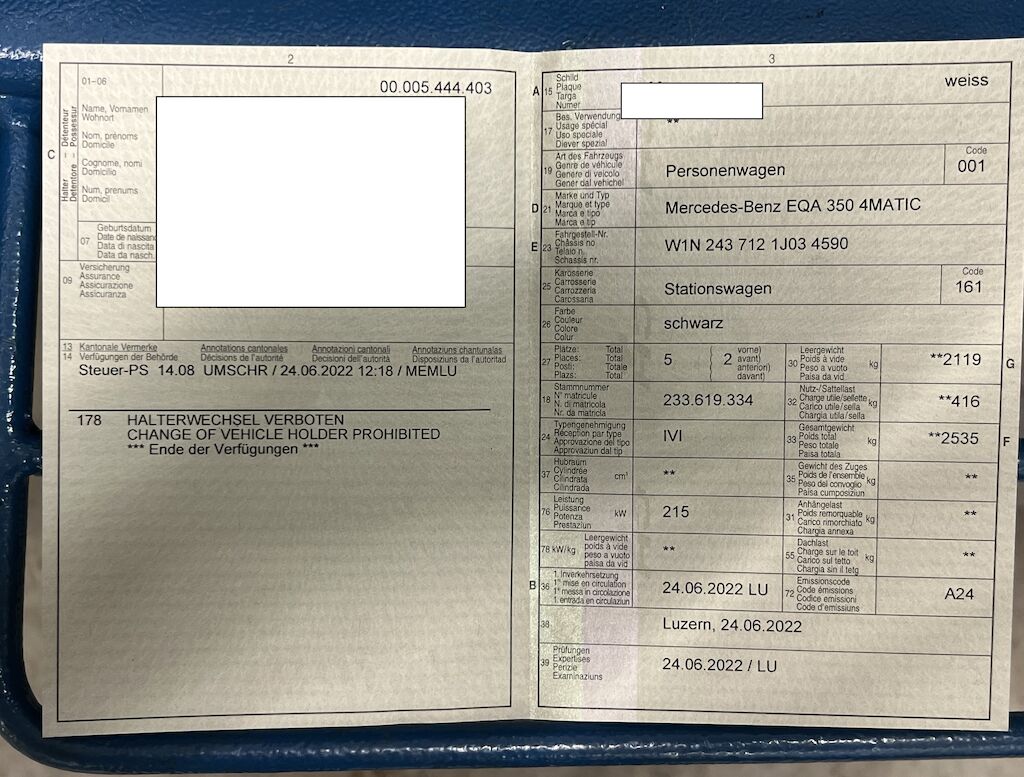 2
01-06
00.005.444.403
C
Halter – Détenteur
Detentore – Possessur
Name, Vornamen
Wohnort
Nom, prénoms
Domicile
Cognome, nomi
Domicilio
Num, prenums
Domicil
07
Geburtsdatum
Date de naissanc
Data di nascita
Data da nasch.
09
Versicherung
Assurance
Assicurazione
Assicuranza
13 Kantonale Vermerke Annotations cantonales Annotazioni cantonali Annotaziuns chantunalas
14 Verfügungen der Behörde Décisions de l'autorité Decisioni dell'autorità Disposiziuns da l'autoritad
Steuer-PS 14.08 UMSCHR / 24.06.2022 12:18 / MEMLU
178 HALTERWECHSEL VERBOTEN
CHANGE OF VEHICLE HOLDER PROHIBITED
*** Ende der Verfügungen ***
3
A 15
Schild
Plaque
Targa
Numer
weiss
17
Bes. Verwendung
Usage spécial
Uso speciale
Diever spezial
**
19
Art des Fahrzeugs
Genre de véhicule
Genere di veicolo
Gener dal vehichel
Personenwagen
Code
001
D 21
Marke und Typ
Marque et type
Marca e tipo
Marca e tip
Mercedes-Benz EQA 350 4MATIC
E 23
Fahrgestell-Nr.
Châssis no
Telaio n.
Schassis nr.
W1N 243 712 1J03 4590
25
Karosserie
Carrosserie
Carrozzeria
Carossaria
Stationswagen
Code
161
26
Farbe
Couleur
Colore
Colur
schwarz
27
Plätze: Total
Places: Total
Posti: Totale
Plazs: Total
5
( 2 vorne)
avant)
anteriori)
davant)
30
Leergewicht
Poids à vide
Peso a vuoto
Paisa da vid
kg
**2119
G
18
Stammnummer
N° matricule
N. di matricola
Nr. da matricla
233.619.334
32
Nutz-/Sattellast
Charge utile/sellette
Carico utile/sella
Chargia utila/sella
kg
**416
24
Typengenehmigung
Réception par type
Approvazione del tipo
Approvaziun dal tip
IVI
33
Gesamtgewicht
Poids total
Peso totale
Paisa totala
kg
**2535
F
37
Hubraum
Cylindrée
Cilindrata
Cilindrada
cm³
**
35
Gewicht des Zuges
Poids de l'ensemble
Peso del convoglio
Paisa cumposiziun
kg
**
76
Leistung
Puissance
Potenza
Prestaziun
kW
215
31
Anhängelast
Poids remorquable
Carico rimorchiato
Chargia annexa
kg
**
78 kW/kg
Leergewicht
poids à vide
peso a vuoto
paisa da vid
**
55
Dachlast
Charge sur le toit
Carico sul tetto
Chargia sin il tetg
kg
**
B 36
1. Inverkehrsetzung
1re mise en circulation
1a messa in circolazione
1. entrada en circulaziun
24.06.2022 LU
72
Emissionscode
Code émissions
Codice emissioni
Code d'emissiuns
A24
38
Luzern, 24.06.2022
39
Prüfungen
Expertises
Perizie
Examinaziuns
24.06.2022 / LU